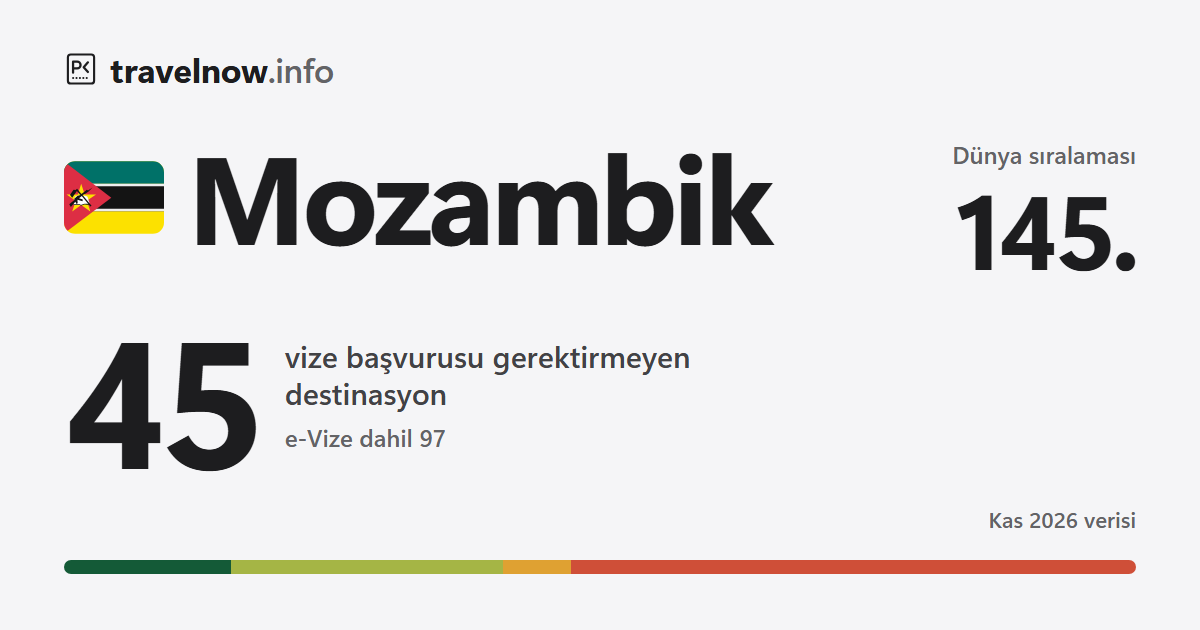 travelnow.info
Mozambik
Dünya sıralaması
145.
45
vize başvurusu gerektirmeyen
destinasyon
e-Vize dahil 97
Kas 2026 verisi